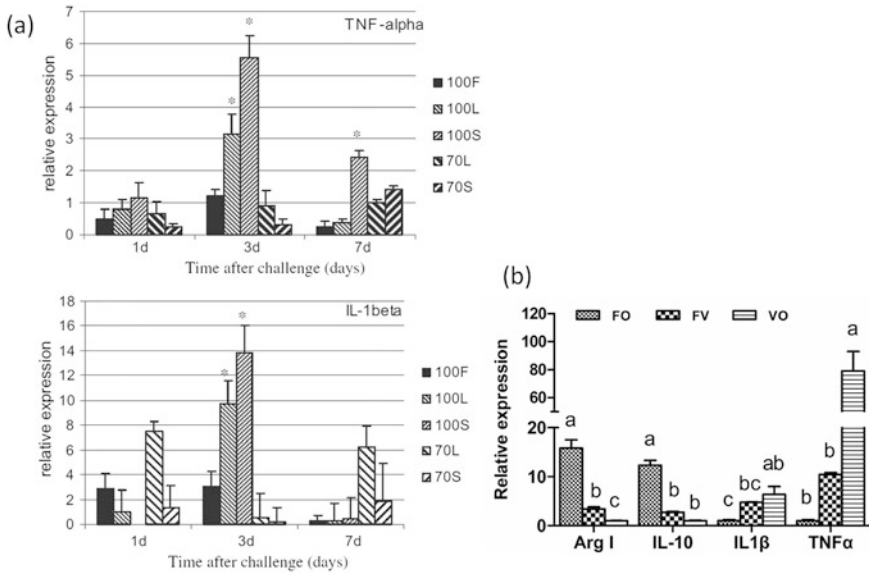 (a)
TNF-alpha
relative expression
7
6
5
4
3
2
1
0
*
*
*
1d 3d 7d
Time after challenge (days)
100F
100L
100S
70L
70S
IL-1beta
relative expression
18
16
14
12
10
8
6
4
2
0
*
*
1d 3d 7d
Time after challenge (days)
100F
100L
100S
70L
70S
(b)
FO FV VO
Relative expression
120
100
80
60
40
20
10
0
a b c
a b b
c bc ab
b b a
Arg I IL-10 IL1β TNFα